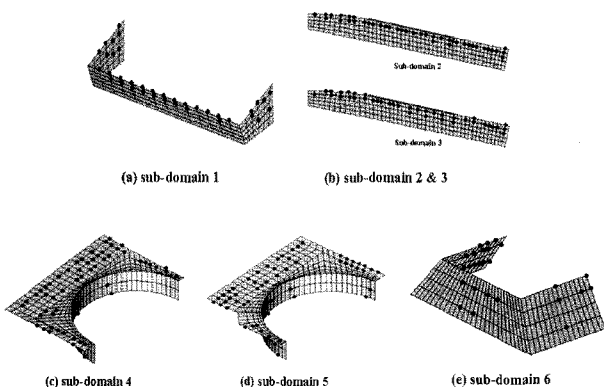 Sub-domain 2
Sub-domain 3
(a) sub-domain 1
(b) sub-domain 2 & 3
(c) sub-domain 4
(d) sub-domain 5
(e) sub-domain 6